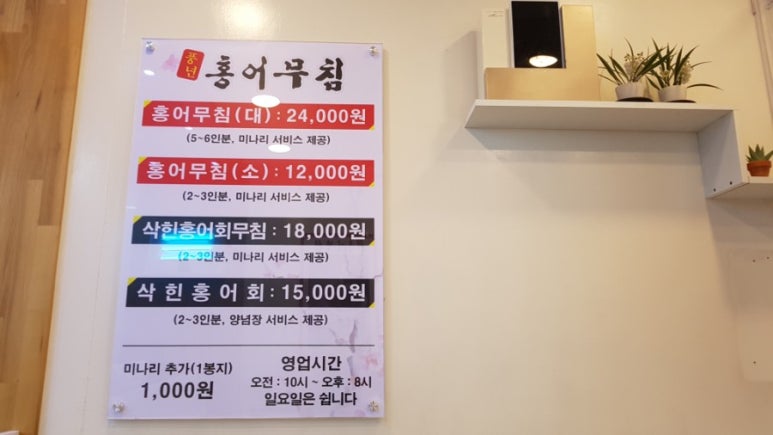 풍년 홍어무침
홍어무침(대) : 24,000원
(5~6인분, 미나리 서비스 제공)
홍어무침(소) : 12,000원
(2~3인분, 미나리 서비스 제공)
삭힌홍어회무침 : 18,000원
(2~3인분, 미나리 서비스 제공)
삭 힌 홍 어 회 : 15,000원
(2~3인분, 양념장 서비스 제공)
미나리 추가(1봉지)
1,000원
영업시간
오전 : 10시 ~ 오후 : 8시
일요일은 쉽니다